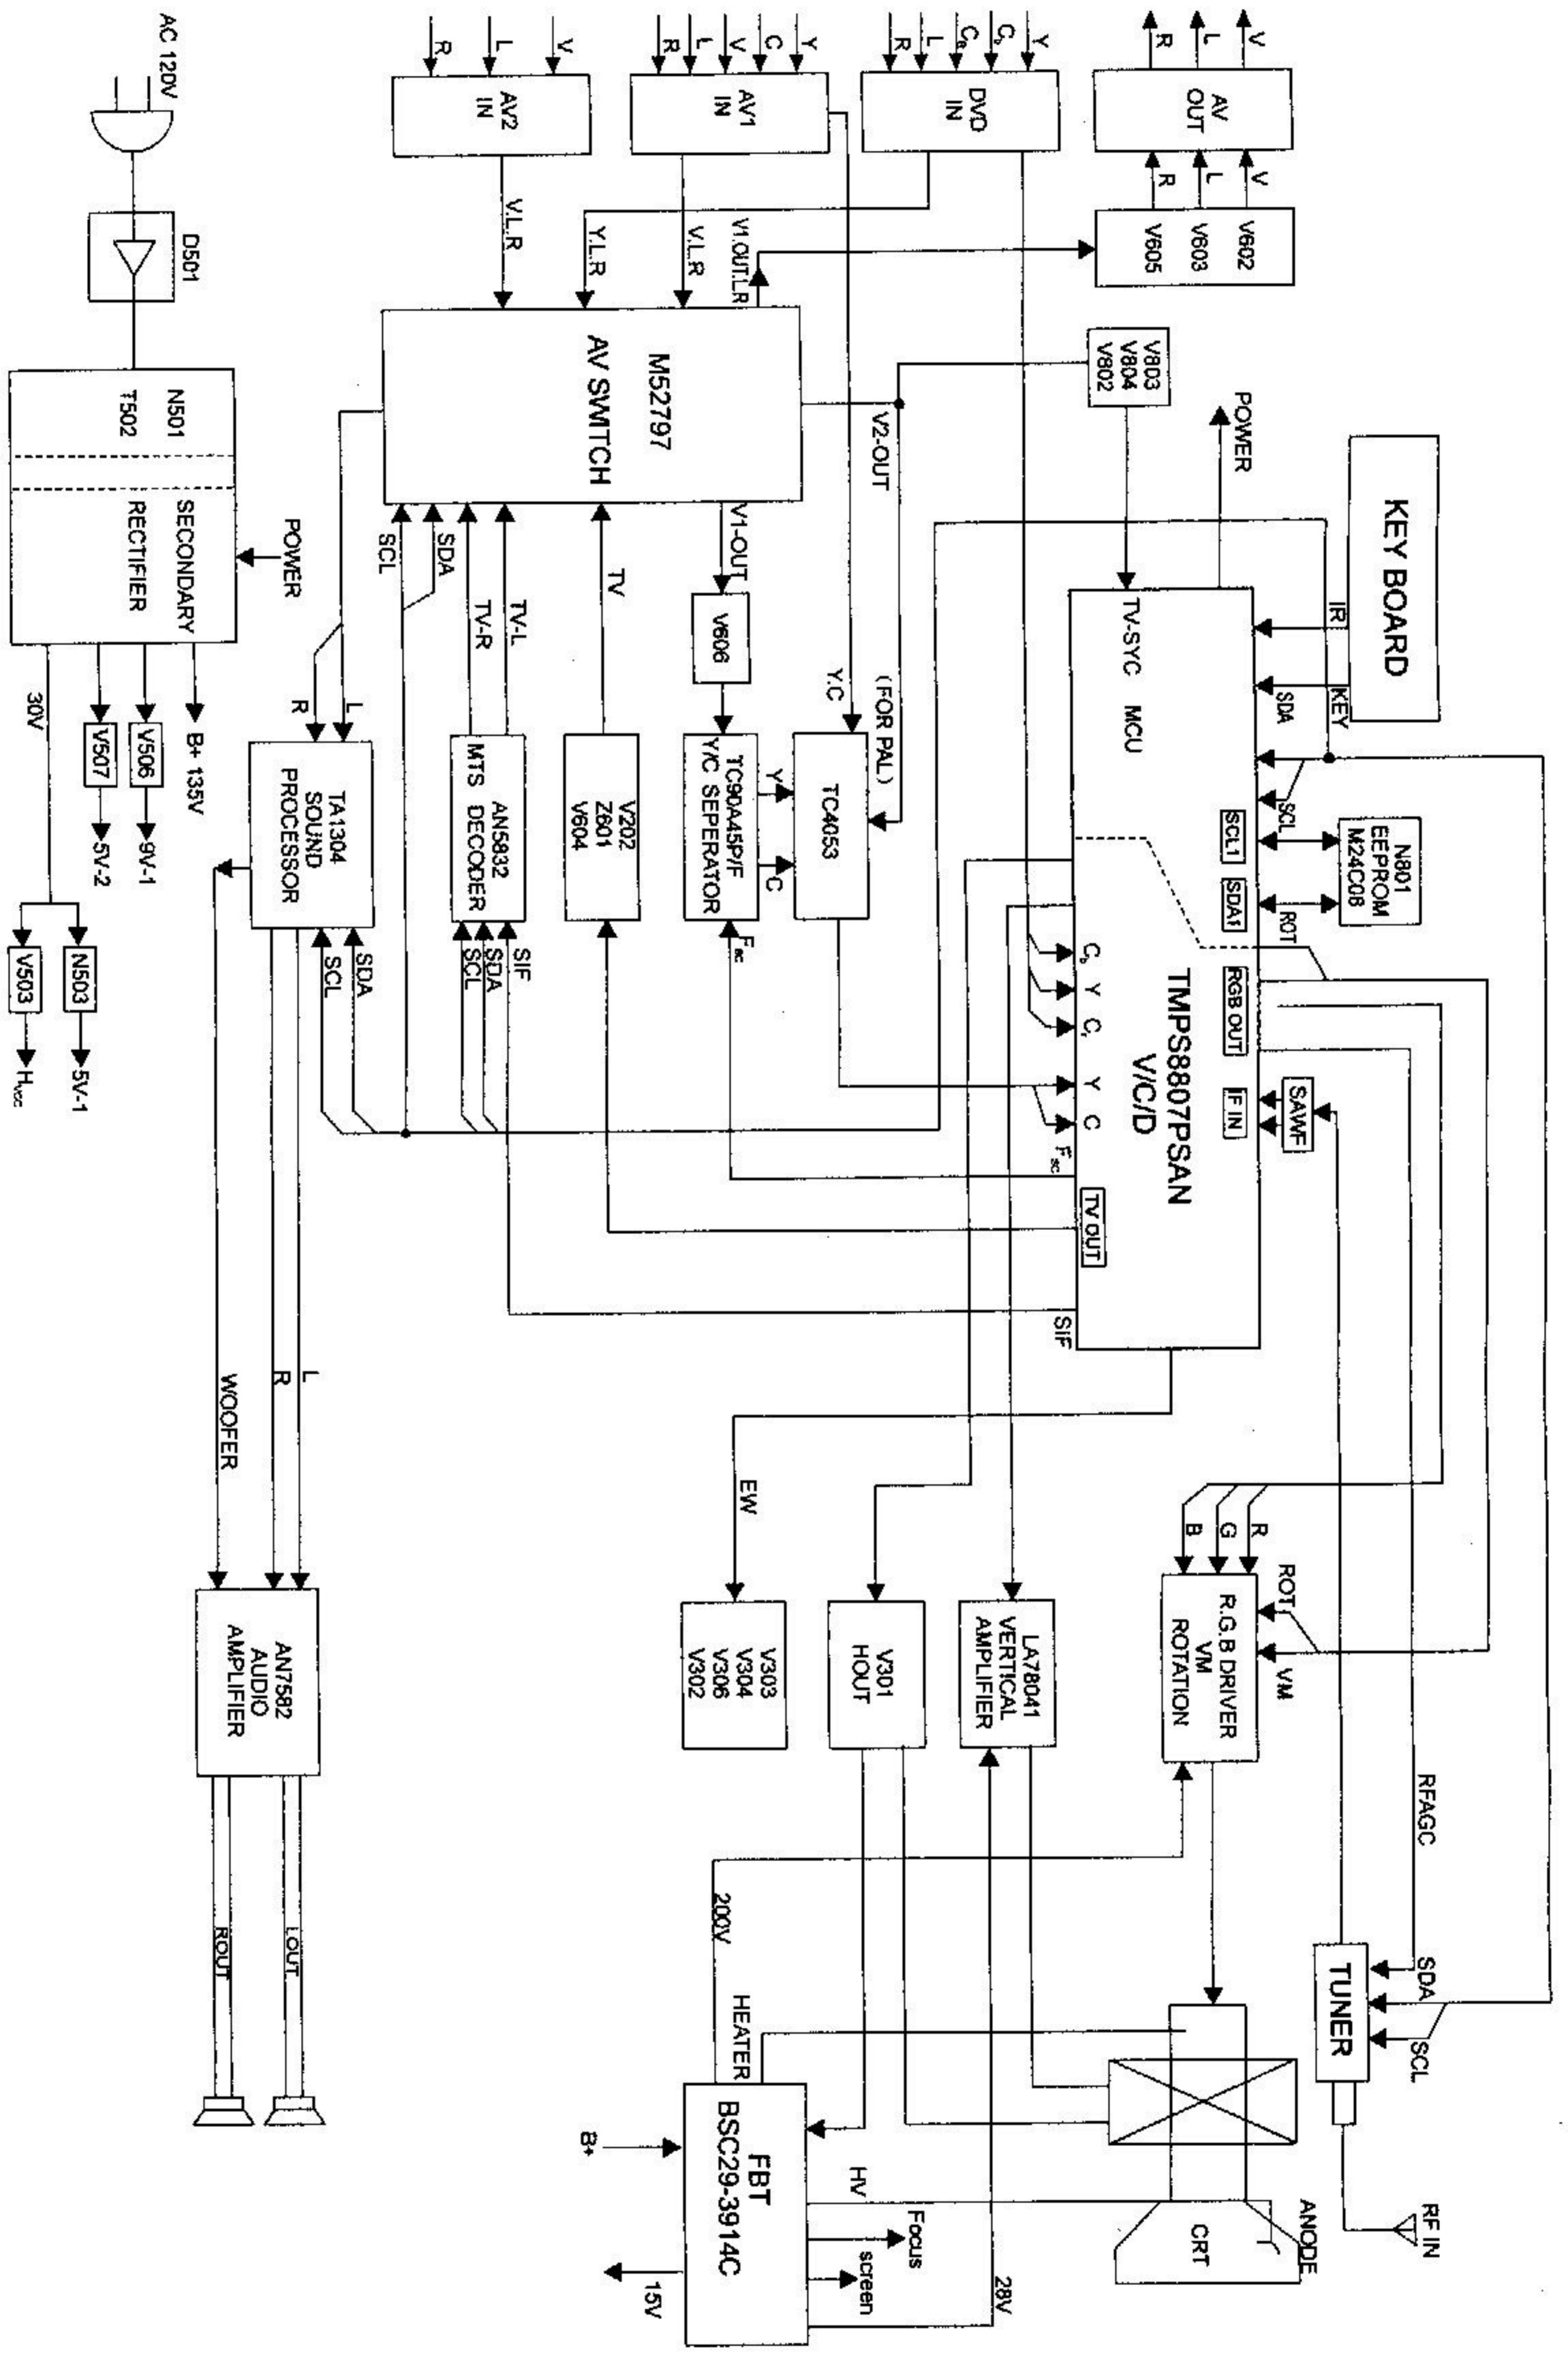 RF IN
TUNER
SDA
SCL
RFAGC
ANODE
CRT
KEY BOARD
IR
KEY
SDA
SCL
N801
EEPROM
M24C08
ROT
SCL1
SDA1
RGB OUT
IF IN
SAWF
POWER
TV-SYC
MCU
TMPS8807PSAN
V/C/D
Cb
Y
Cr
Y
C
Fsc
TV OUT
SIF
R
G
B
ROT
VM
R.G.B DRIVER
VM
ROTATION
LA78041
VERTICAL
AMPLIFIER
V301
HOUT
EW
V303
V304
V306
V302
200V
HEATER
HV
Focus
screen
28V
FBT
BSC29-3914C
B+
15V
V
L
R
AV
OUT
V
L
R
V602
V603
V605
V803
V804
V802
Y
Cb
CR
L
R
DVD
IN
Y
C
V
L
R
AV1
IN
V
L
R
AV2
IN
V1.OUT.LR
V.L.R
Y.L.R
V.L.R
M52797
AV SWITCH
V2-OUT
(FOR PAL)
Y.C
V1-OUT
V606
TC4053
Y
C
TC90A45P/F
Y/C SEPERATOR
Fsc
TV
V202
Z601
V604
TV-L
TV-R
SDA
SCL
AN5832
MTS DECODER
SIF
SDA
SCL
L
R
TA1304
SOUND
PROCESSOR
SDA
SCL
L
R
WOOFER
AN7582
AUDIO
AMPLIFIER
LOUT
ROUT
AC 120V
D501
N501
T502
SECONDARY
RECTIFIER
POWER
B+ 135V
V506
9V-1
V507
5V-2
30V
N503
5V-1
V503
Hvcc